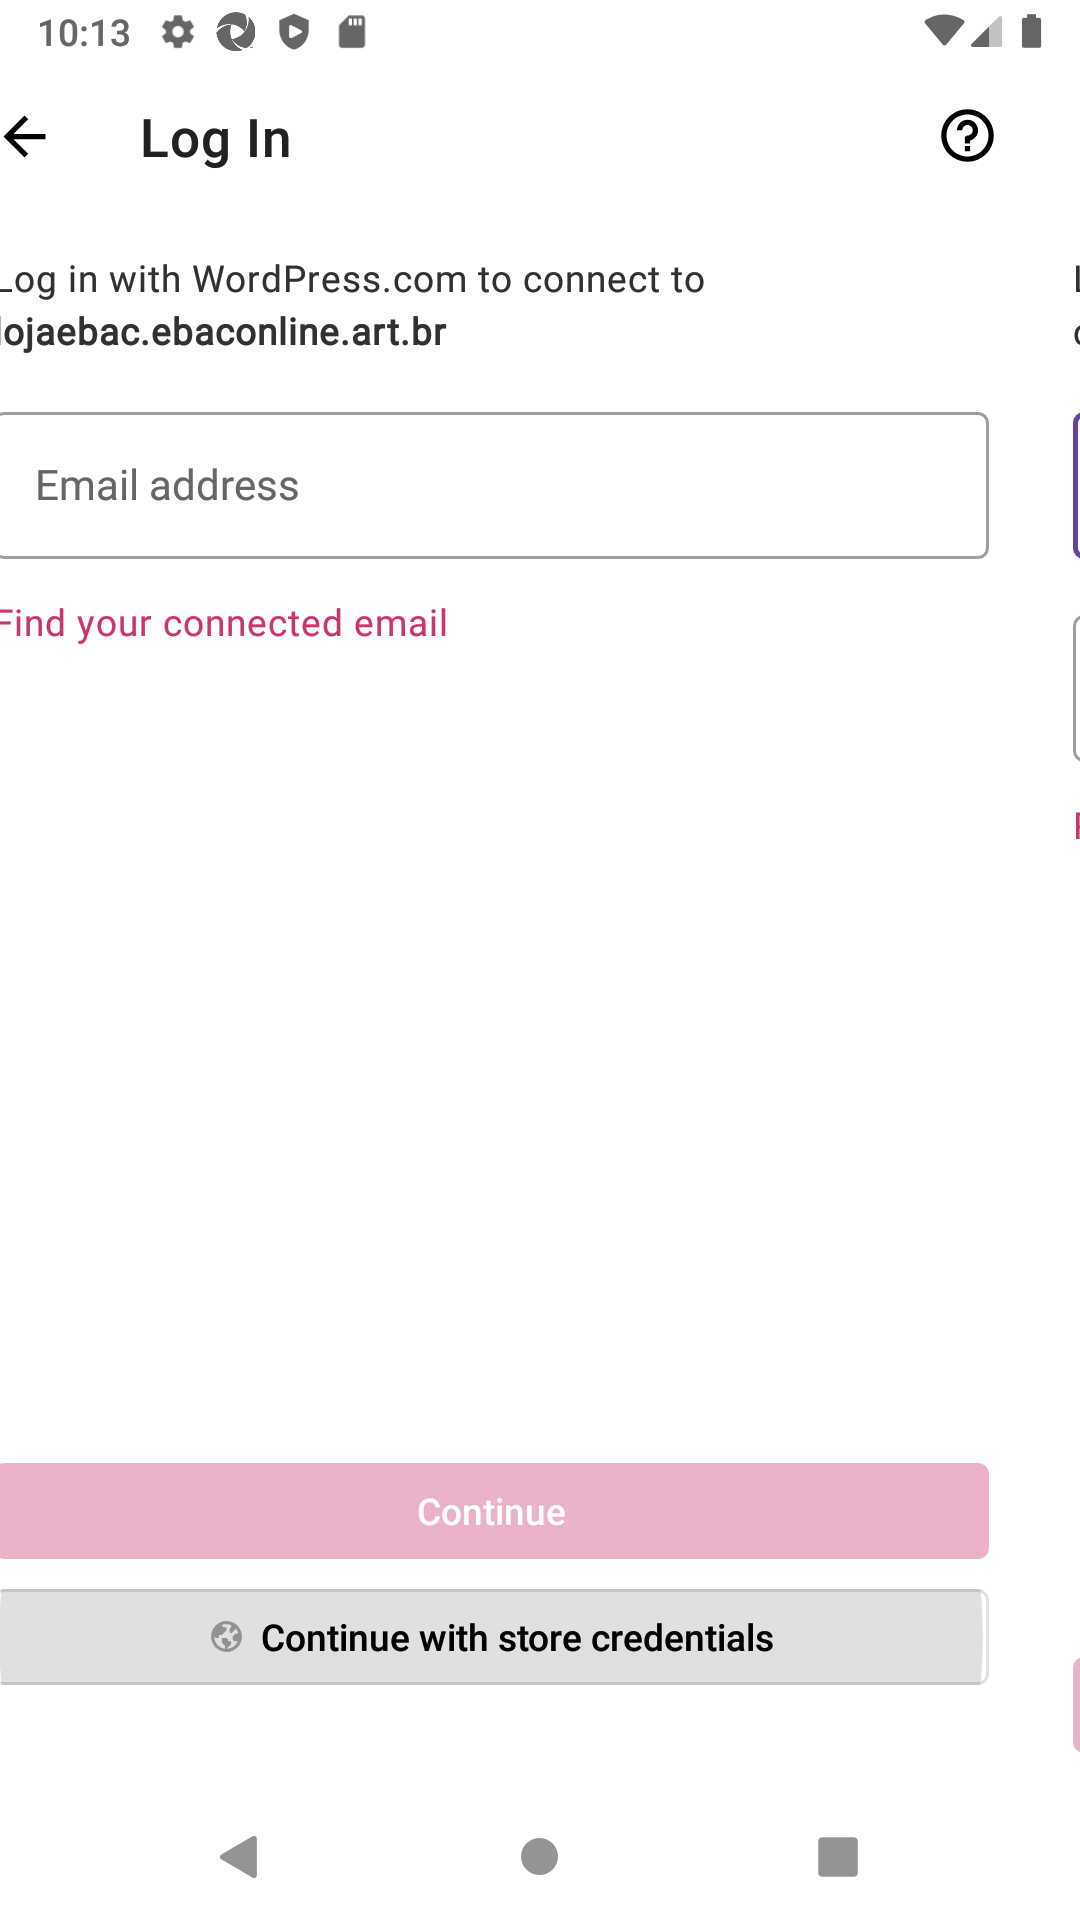 10:13
Log In
Log in with WordPress.com to connect to
lojaebac.ebaconline.art.br
Email address
Find your connected email
Continue
Continue with store credentials